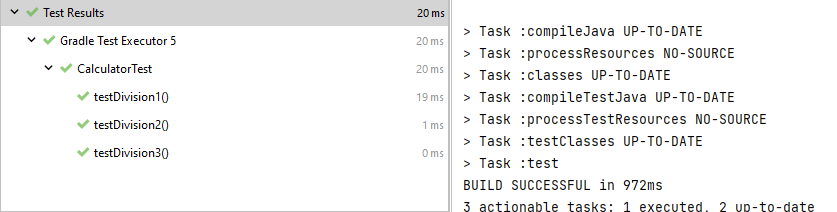 Test Results 20 ms
Gradle Test Executor 5 20 ms
CalculatorTest 20 ms
testDivision1() 19 ms
testDivision2() 1 ms
testDivision3() 0 ms
> Task :compileJava UP-TO-DATE
> Task :processResources NO-SOURCE
> Task :classes UP-TO-DATE
> Task :compileTestJava UP-TO-DATE
> Task :processTestResources NO-SOURCE
> Task :testClasses UP-TO-DATE
> Task :test
BUILD SUCCESSFUL in 972ms
3 actionable tasks: 1 executed, 2 up-to-date